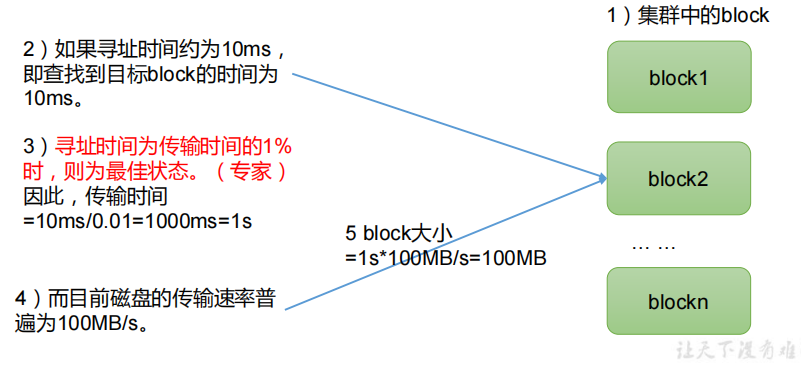 1）集群中的block
2）如果寻址时间约为10ms，
即查找到目标block的时间为
10ms。
block1
3）寻址时间为传输时间的1%
时，则为最佳状态。（专家）
因此，传输时间
=10ms/0.01=1000ms=1s
block2
5 block大小
=1s*100MB/s=100MB
... ...
4）而目前磁盘的传输速率普
遍为100MB/s。
blockn
让天下没有难